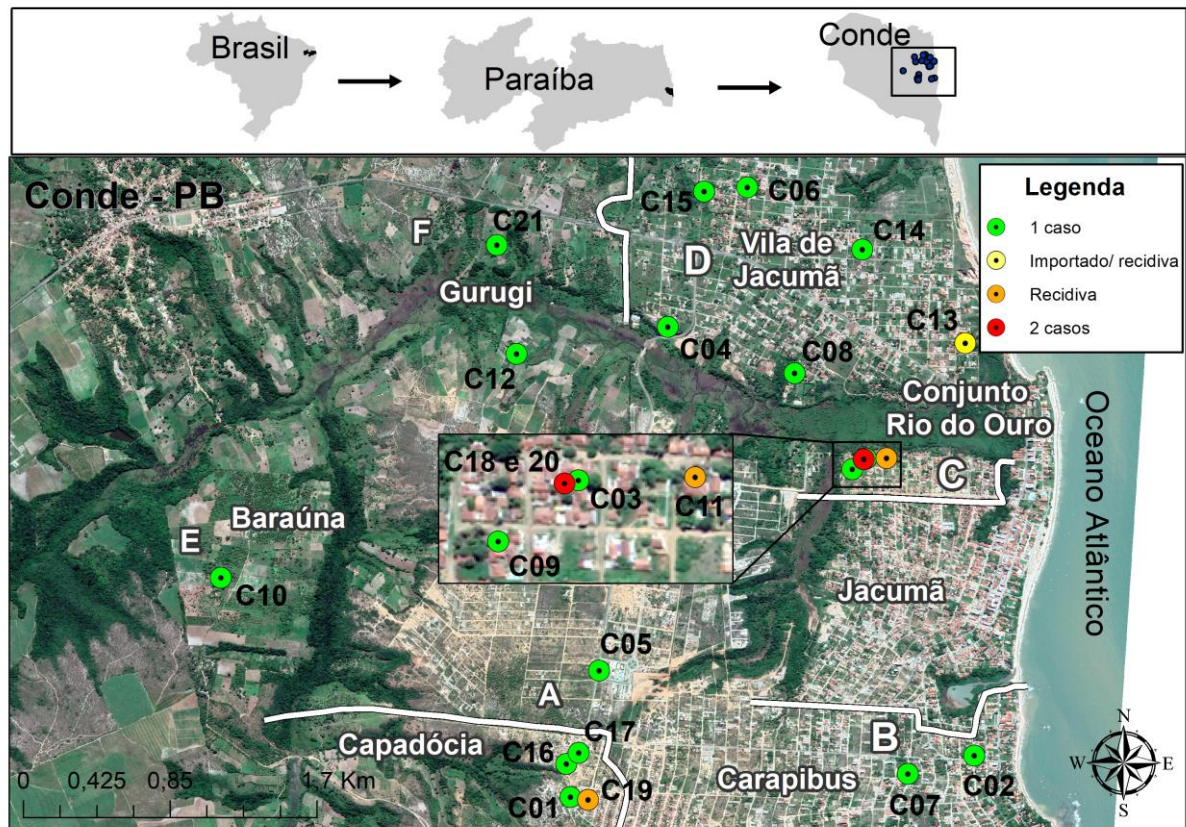 Brasil
Paraíba
Conde
Conde - PB
Legenda
1 caso
Importado/ recidiva
Recidiva
2 casos
C15
C06
C21
F
D
Vila de
Jacumã
C14
Gurugi
C13
C04
C12
C08
Conjunto
Rio do Ouro
Oceano Atlântico
C18 e 20
C03
C11
C
C09
E
Baraúna
C10
Jacumã
C05
A
C17
Capadócia
C16
B
C02
C07
Carapibus
C01
C19
0 0,425 0,85 1,7 Km
N
W E
S